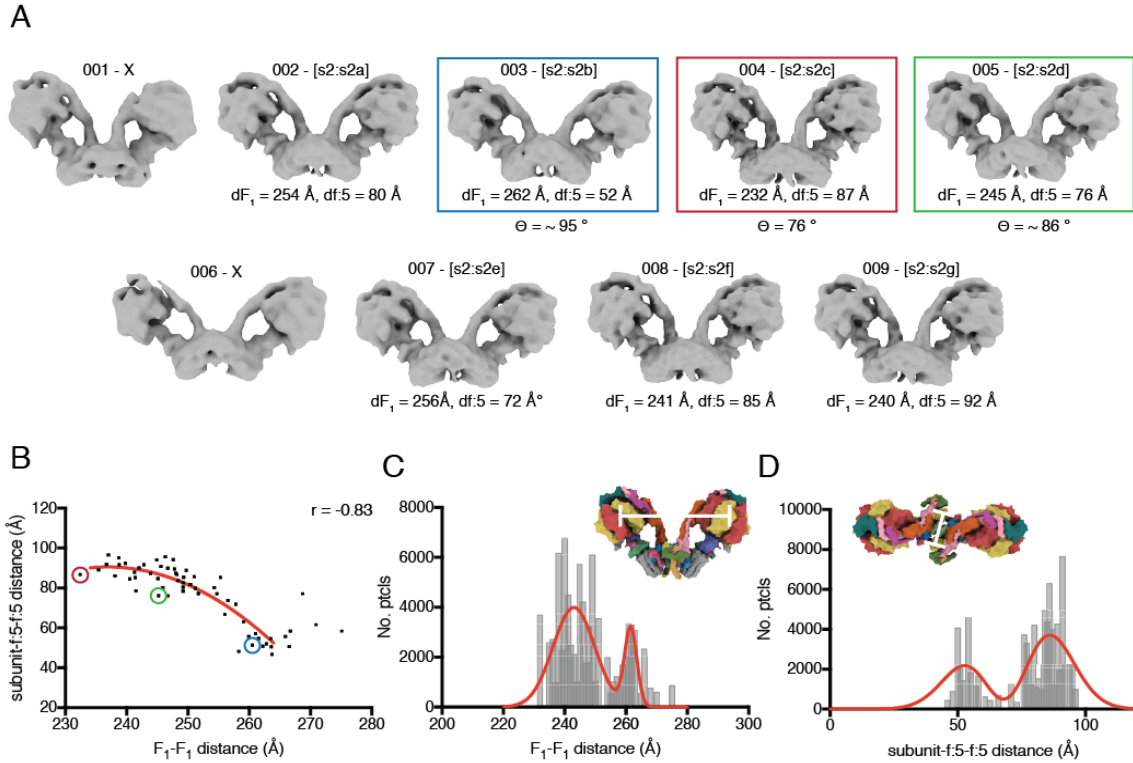 A
001 - X
002 - [s2:s2a]
003 - [s2:s2b]
004 - [s2:s2c]
005 - [s2:s2d]
dF₁ = 254 Å, df:5 = 80 Å
dF₁ = 262 Å, df:5 = 52 Å
dF₁ = 232 Å, df:5 = 87 Å
dF₁ = 245 Å, df:5 = 76 Å
Θ = ~ 95 °
Θ = 76 °
Θ = ~ 86 °
006 - X
007 - [s2:s2e]
008 - [s2:s2f]
009 - [s2:s2g]
dF₁ = 256Å, df:5 = 72 Å°
dF₁ = 241 Å, df:5 = 85 Å
dF₁ = 240 Å, df:5 = 92 Å
B
subunit-f:5-f:5 distance (Å)
120
100
80
60
40
20
r = -0.83
230
240
250
260
270
280
F₁-F₁ distance (Å)
C
No. ptcls
8000
6000
4000
2000
0
200
220
240
260
280
300
F₁-F₁ distance (Å)
D
No. ptcls
10000
8000
6000
4000
2000
0
0
50
100
subunit-f:5-f:5 distance (Å)